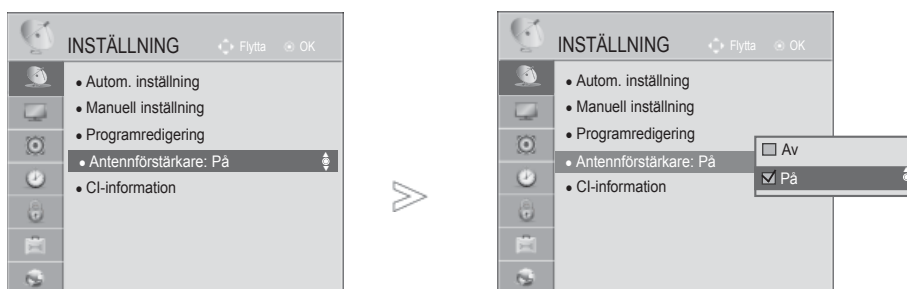 INSTÄLLNING Flytta OK
• Autom. inställning
• Manuell inställning
• Programredigering
• Antennförstärkare: På
• CI-information
INSTÄLLNING Flytta OK
• Autom. inställning
• Manuell inställning
• Programredigering
• Antennförstärkare: På
• CI-information
Av
På